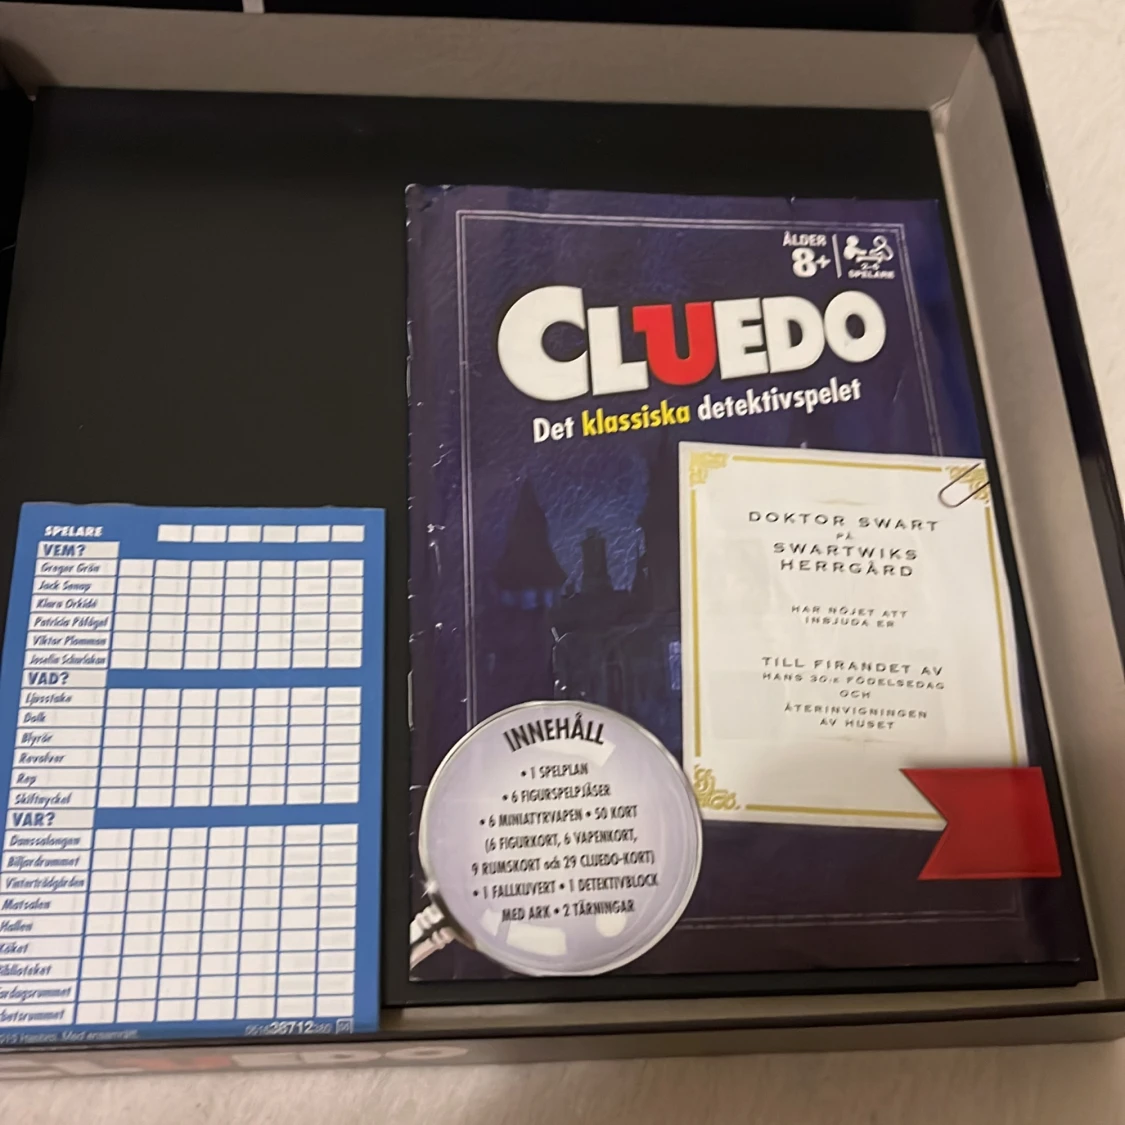 ÅLDER
8+
2-6
SPELARE
CLUEDO
Det klassiska detektivspelet
DOKTOR SWART
PÅ
SWARTWIKS
HERRGÅRD
HAR NÖJET ATT
INBJUDA ER
TILL FIRANDET AV
HANS 30:e FÖDELSEDAG
OCH
ÅTERINVIGNINGEN
AV HUSET
INNEHÅLL
• 1 SPELPLAN
• 6 FIGURSPELPJÄSER
• 6 MINIATYRVAPEN • 50 KORT
(6 FIGURKORT, 6 VAPENKORT,
9 RUMSKORT och 29 CLUEDO-KORT)
• 1 FALLKUVERT • 1 DETEKTIVBLOCK
MED ARK • 2 TÄRNINGAR
SPELARE
VEM?
Gregor Grön
Jack Senap
Klara Orkidé
Patricia Påfågel
Viktor Plommon
Josefin Scharlakan
VAD?
Ljusstake
Dolk
Blyrör
Revolver
Rep
Skiftnyckel
VAR?
Danssalongen
Biljardrummet
Vinterträdgården
Matsalen
Hallen
Köket
Biblioteket
38712
CLUEDO